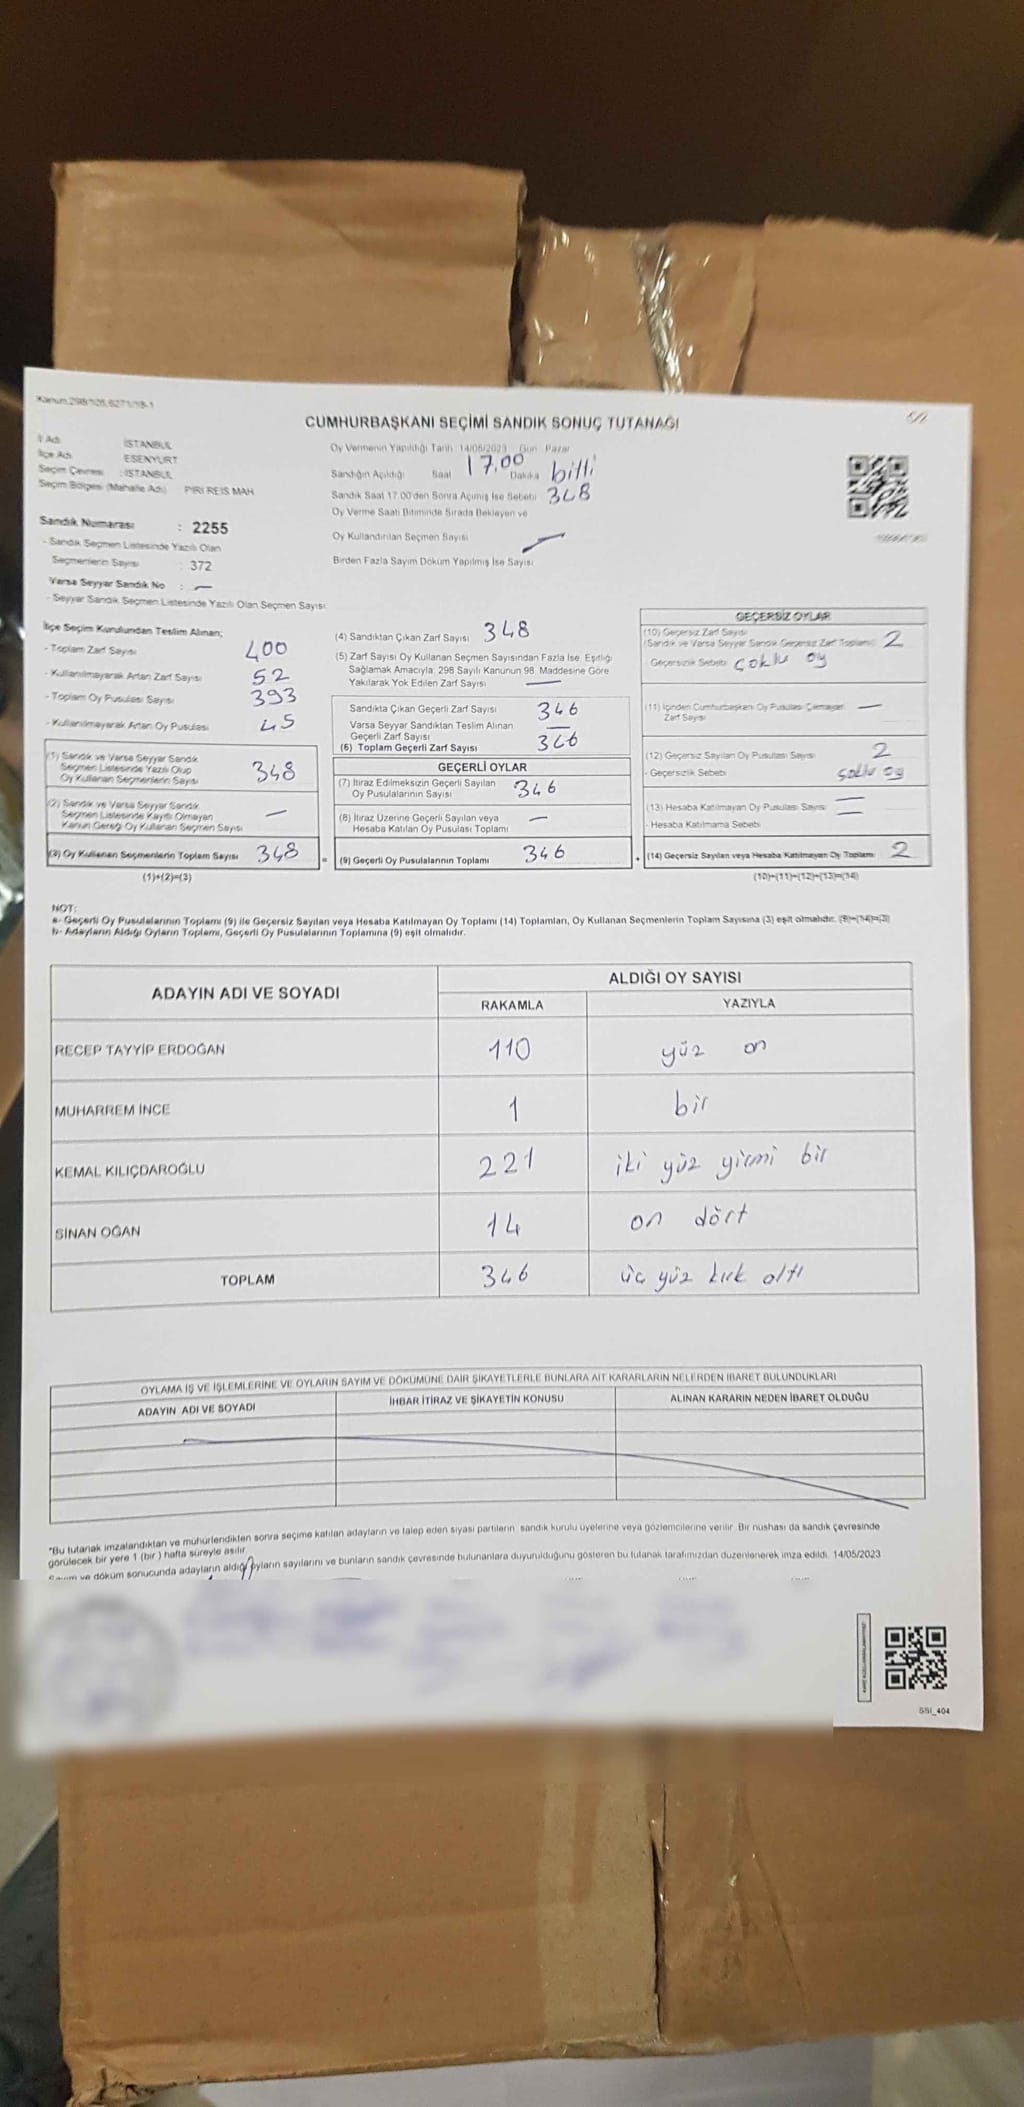 Kanun.298/105,6271/18-1
CUMHURBAŞKANI SEÇİMİ SANDIK SONUÇ TUTANAĞI
İl Adı İSTANBUL
İlçe Adı ESENYURT
Seçim Çevresi : İSTANBUL
Seçim Bölgesi (Mahalle Adı) PIRI REIS MAH
Sandık Numarası : 2255
- Sandık Seçmen Listesinde Yazılı Olan
Seçmenlerin Sayısı : 372
Varsa Seyyar Sandık No : —
- Seyyar Sandık Seçmen Listesinde Yazılı Olan Seçmen Sayısı
Oy Vermenin Yapıldığı Tarih : 14/05/2023 Gün : Pazar
Sandığın Açıldığı Saat 17.00 Dakika bitti
Sandık Saat 17.00'den Sonra Açılmış İse Sebebi 348
Oy Verme Saati Bitiminde Sırada Bekleyen ve
Oy Kullandırılan Seçmen Sayısı
Birden Fazla Sayım Döküm Yapılmış İse Sayısı
İlçe Seçim Kurulundan Teslim Alınan;
- Toplam Zarf Sayısı 400
- Kullanılmayarak Artan Zarf Sayısı 52
- Toplam Oy Pusulası Sayısı 393
- Kullanılmayarak Artan Oy Pusulası 45
(1) Sandık ve Varsa Seyyar Sandık
Seçmen Listesinde Yazılı Olup
Oy Kullanan Seçmenlerin Sayısı 348
(2) Sandık ve Varsa Seyyar Sandık
Seçmen Listesinde Kayıtlı Olmayan
Kanun Gereği Oy Kullanan Seçmen Sayısı —
(3) Oy Kullanan Seçmenlerin Toplam Sayısı 348
(1)+(2)=(3)
(4) Sandıktan Çıkan Zarf Sayısı 348
(5) Zarf Sayısı Oy Kullanan Seçmen Sayısından Fazla İse, Eşitliği
Sağlamak Amacıyla, 298 Sayılı Kanunun 98. Maddesine Göre
Yakılarak Yok Edilen Zarf Sayısı —
Sandıkta Çıkan Geçerli Zarf Sayısı 346
Varsa Seyyar Sandıktan Teslim Alınan
Geçerli Zarf Sayısı —
(6) Toplam Geçerli Zarf Sayısı 346
GEÇERLİ OYLAR
(7) İtiraz Edilmeksizin Geçerli Sayılan
Oy Pusulalarının Sayısı 346
(8) İtiraz Üzerine Geçerli Sayılan veya
Hesaba Katılan Oy Pusulası Toplamı —
= (9) Geçerli Oy Pusulalarının Toplamı 346
GEÇERSİZ OYLAR
(10) Geçersiz Zarf Sayısı
(Sandık ve Varsa Seyyar Sandık Geçersiz Zarf Toplamı) 2
- Geçersizlik Sebebi çoklu oy
(11) İçinden Cumhurbaşkanı Oy Pusulası Çıkmayan —
Zarf Sayısı
(12) Geçersiz Sayılan Oy Pusulası Sayısı 2
- Geçersizlik Sebebi çoklu oy
(13) Hesaba Katılmayan Oy Pusulası Sayısı —
- Hesaba Katılmama Sebebi —
+ (14) Geçersiz Sayılan veya Hesaba Katılmayan Oy Toplamı 2
(10)+(11)+(12)+(13)=(14)
NOT:
a- Geçerli Oy Pusulalarının Toplamı (9) ile Geçersiz Sayılan veya Hesaba Katılmayan Oy Toplamı (14) Toplamları, Oy Kullanan Seçmenlerin Toplam Sayısına (3) eşit olmalıdır. (9)+(14)=(3)
b- Adayların Aldığı Oyların Toplamı, Geçerli Oy Pusulalarının Toplamına (9) eşit olmalıdır.
ADAYIN ADI VE SOYADI ALDIĞI OY SAYISI
RAKAMLA YAZIYLA
RECEP TAYYİP ERDOĞAN 110 yüz on
MUHARREM İNCE 1 bir
KEMAL KILIÇDAROĞLU 221 iki yüz yirmi bir
SİNAN OĞAN 14 on dört
TOPLAM 346 üç yüz kırk altı
OYLAMA İŞ VE İŞLEMLERİNE VE OYLARIN SAYIM VE DÖKÜMÜNE DAİR ŞİKAYETLERLE BUNLARA AİT KARARLARIN NELERDEN İBARET BULUNDUKLARI
ADAYIN ADI VE SOYADI İHBAR İTİRAZ VE ŞİKAYETİN KONUSU ALINAN KARARIN NEDEN İBARET OLDUĞU
*Bu tutanak imzalandıktan ve mühürlendikten sonra seçime katılan adayların ve talep eden siyasi partilerin sandık kurulu üyelerine veya gözlemcilerine verilir. Bir nüshası da sandık çevresinde
görülecek bir yere 1 (bir) hafta süreyle asılır.
Sayım ve döküm sonucunda adayların aldığı oyların sayılarını ve bunların sandık çevresinde bulunanlara duyurulduğunu gösteren bu tutanak tarafımızdan düzenlenerek imza edildi. 14/05/2023
SSI_404